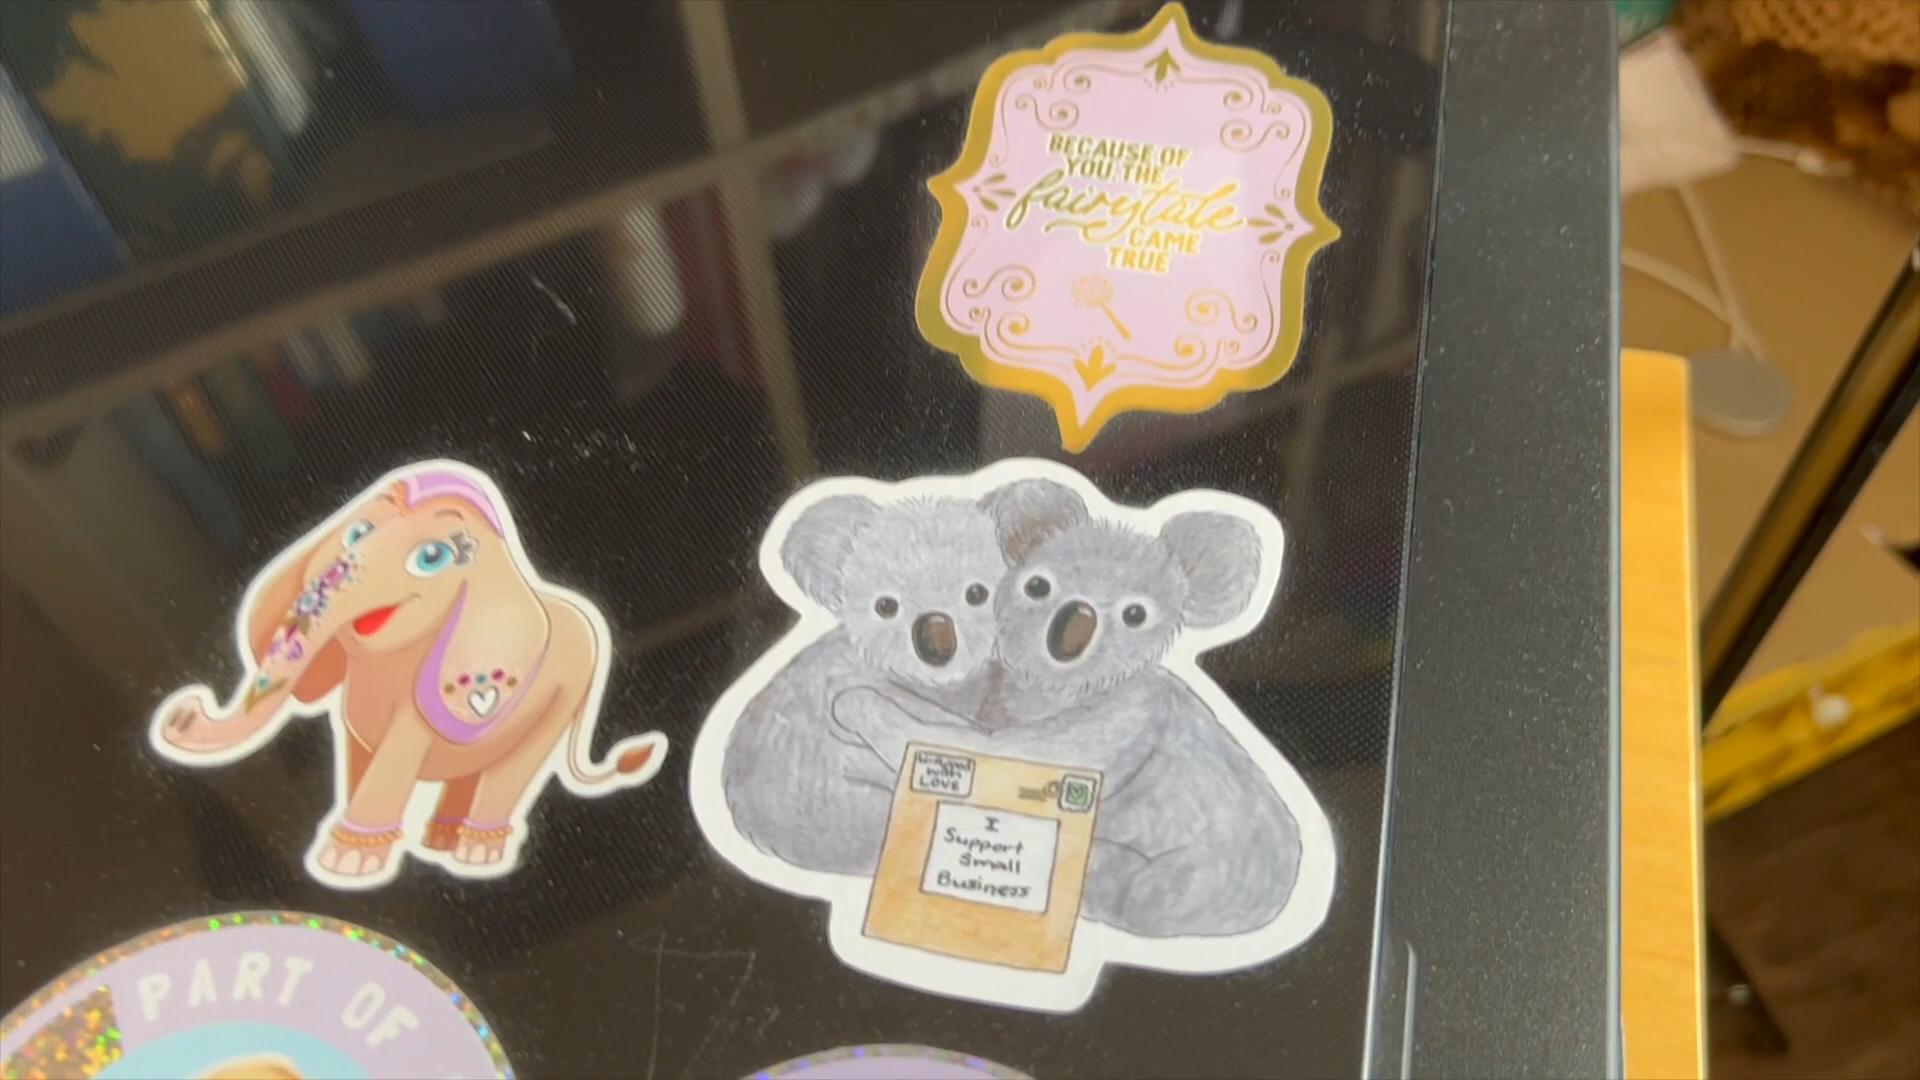 BECAUSE OF
YOU, THE
fairytale
CAME
TRUE
Wrapped
with
LOVE
I
Support
Small
Business
PART OF